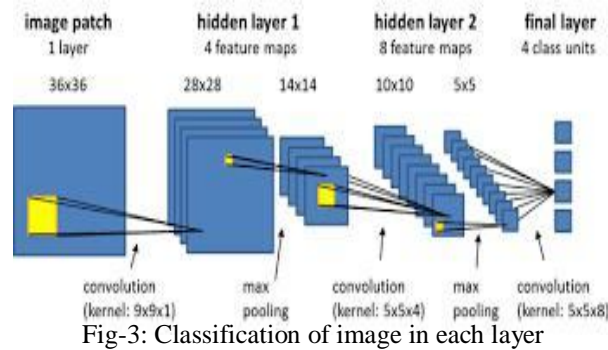 image patch hidden layer 1 hidden layer 2 final layer
1 layer 4 feature maps 8 feature maps 4 class units
36x36 28x28 14x14 10x10 5x5
convolution max convolution max convolution
(kernel: 9x9x1) pooling (kernel: 5x5x4) pooling (kernel: 5x5x8)
Fig-3: Classification of image in each layer